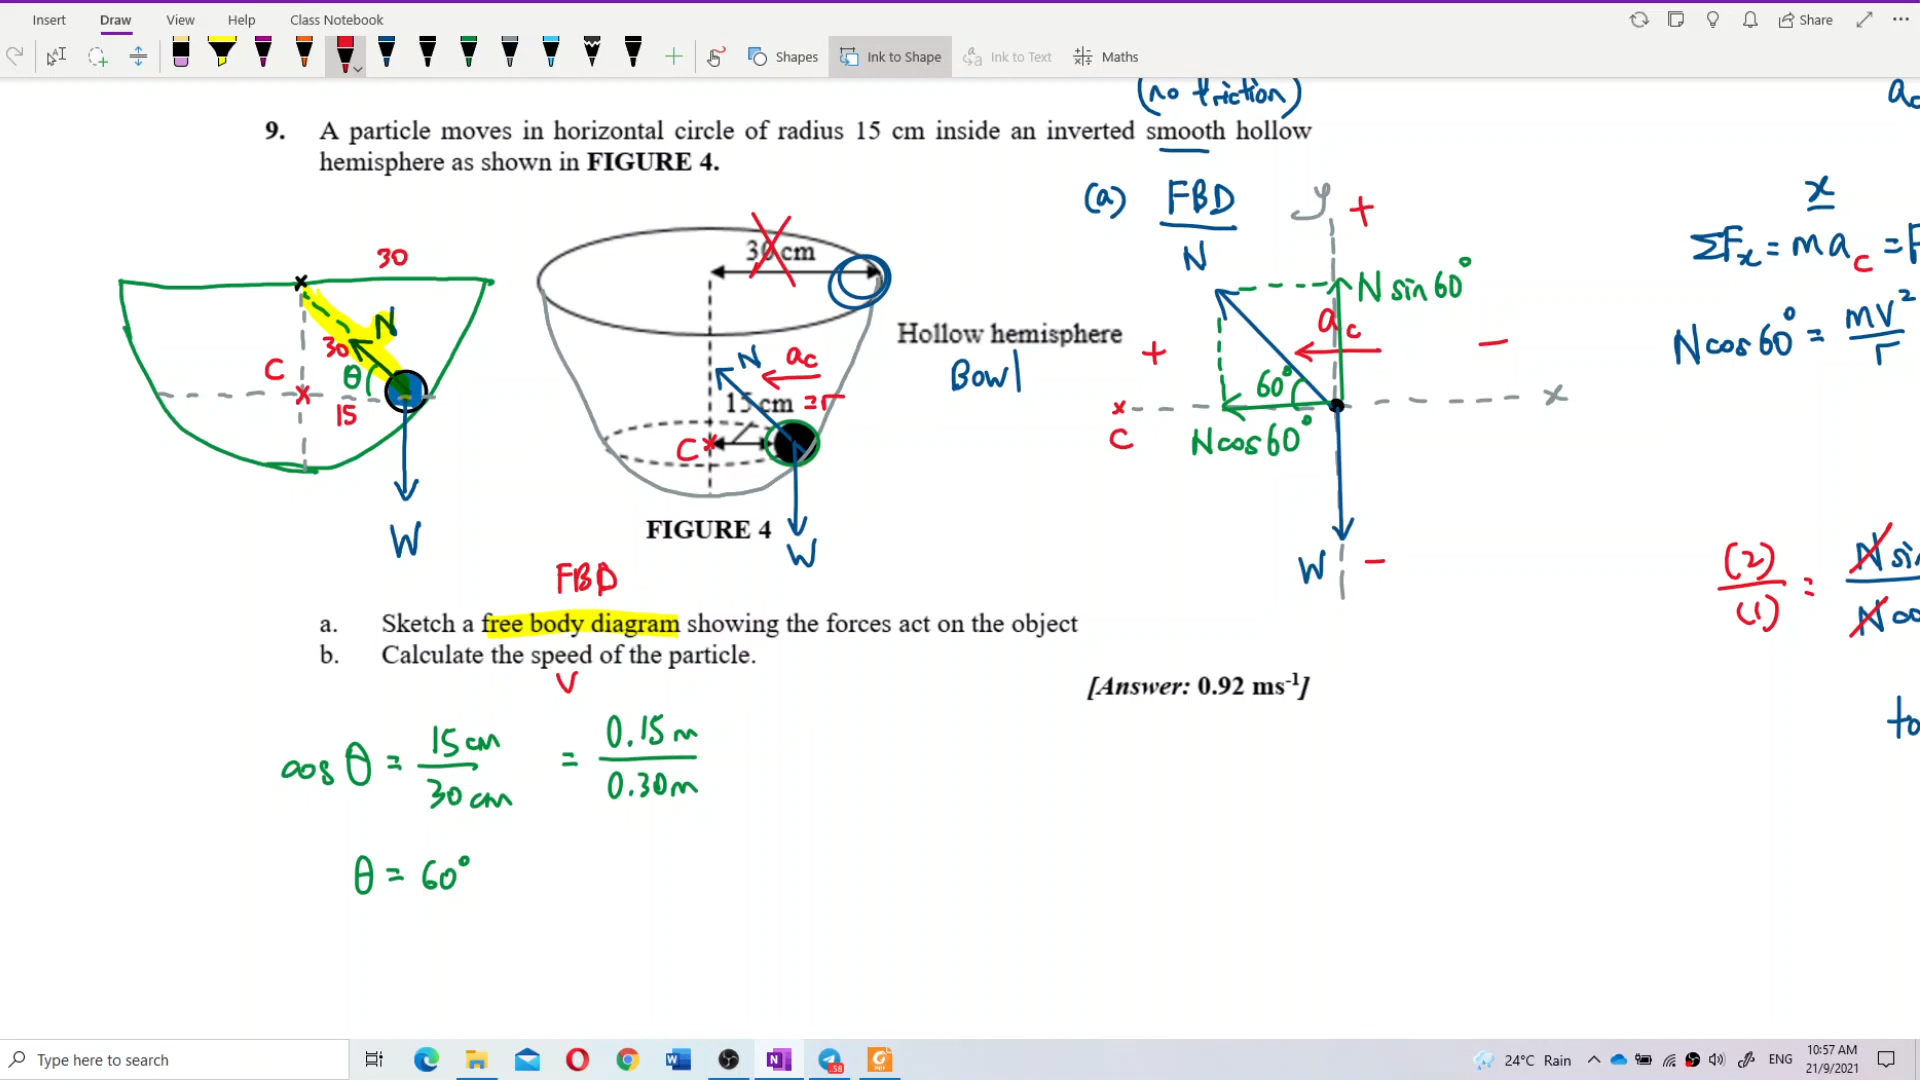 Insert Draw View Help Class Notebook Share
Shapes Ink to Shape Ink to Text Maths
(no friction)
9. A particle moves in horizontal circle of radius 15 cm inside an inverted smooth hollow
hemisphere as shown in FIGURE 4.
30
N
30
θ
C
15
W
30 cm
Hollow hemisphere
Bowl
N ac
15 cm = r
C
W
FIGURE 4
(a) FBD
N
y +
N sin 60°
ac
+
−
60°
x
C
N cos 60°
W −
x
ΣFx = mac = F
N cos 60° = mv²/r
(2)/(1) =
FBD
a. Sketch a free body diagram showing the forces act on the object
b. Calculate the speed of the particle.
v
[Answer: 0.92 ms-1]
cos θ = 15 cm/30 cm = 0.15 m/0.30 m
θ = 60°
Type here to search
24°C Rain ENG 10:57 AM
21/9/2021